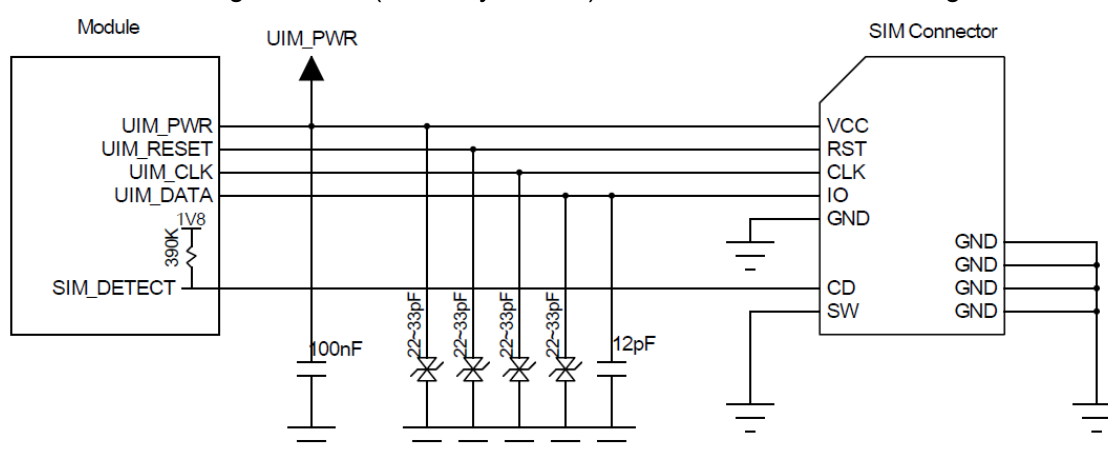 Module
UIM_PWR
SIM Connector
UIM_PWR
UIM_RESET
UIM_CLK
UIM_DATA
1V8
390K
SIM_DETECT
VCC
RST
CLK
IO
GND
CD
SW
GND
GND
GND
GND
100nF
22~33pF
22~33pF
22~33pF
22~33pF
12pF